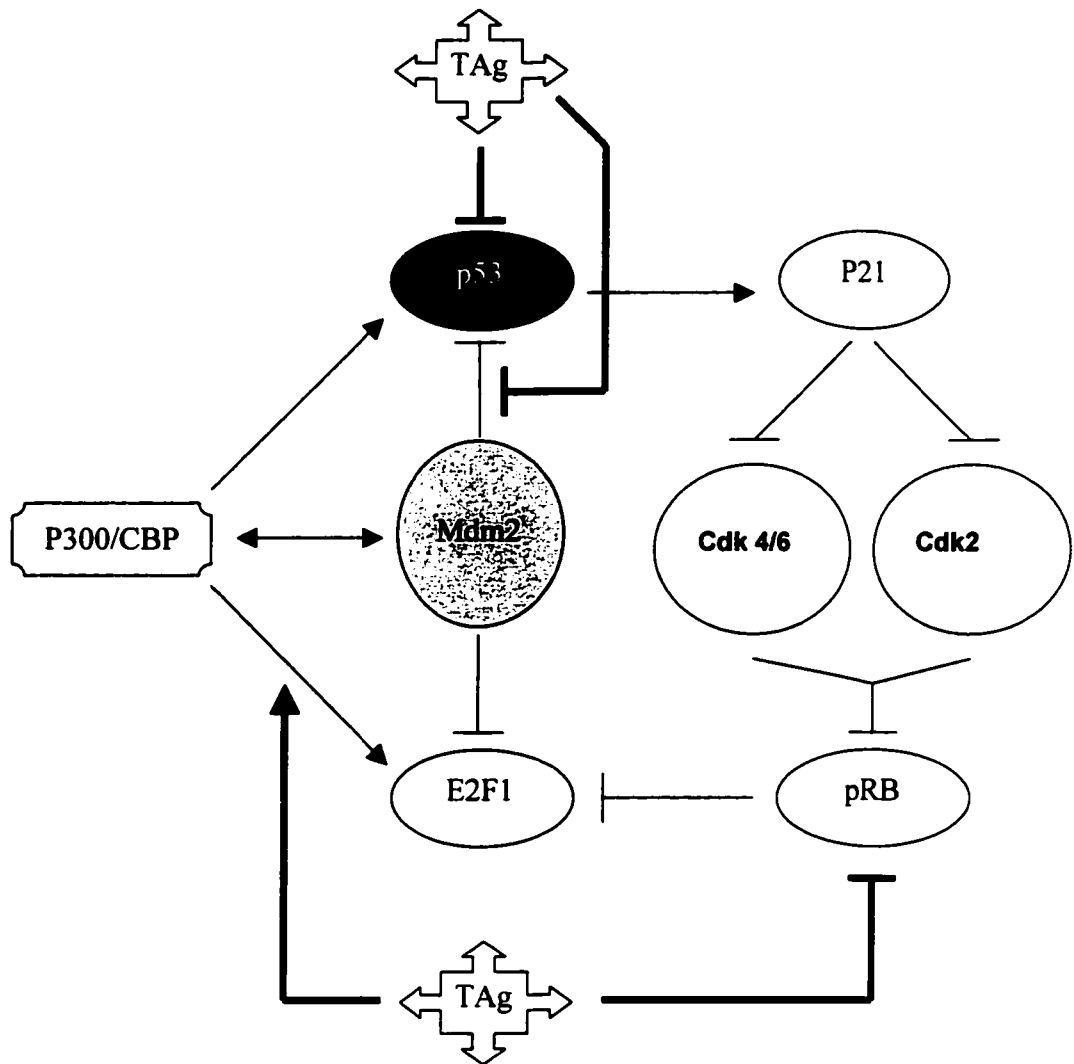 TAg
p53
P21
P300/CBP
Mdm2
Cdk 4/6
Cdk2
E2F1
pRB
TAg